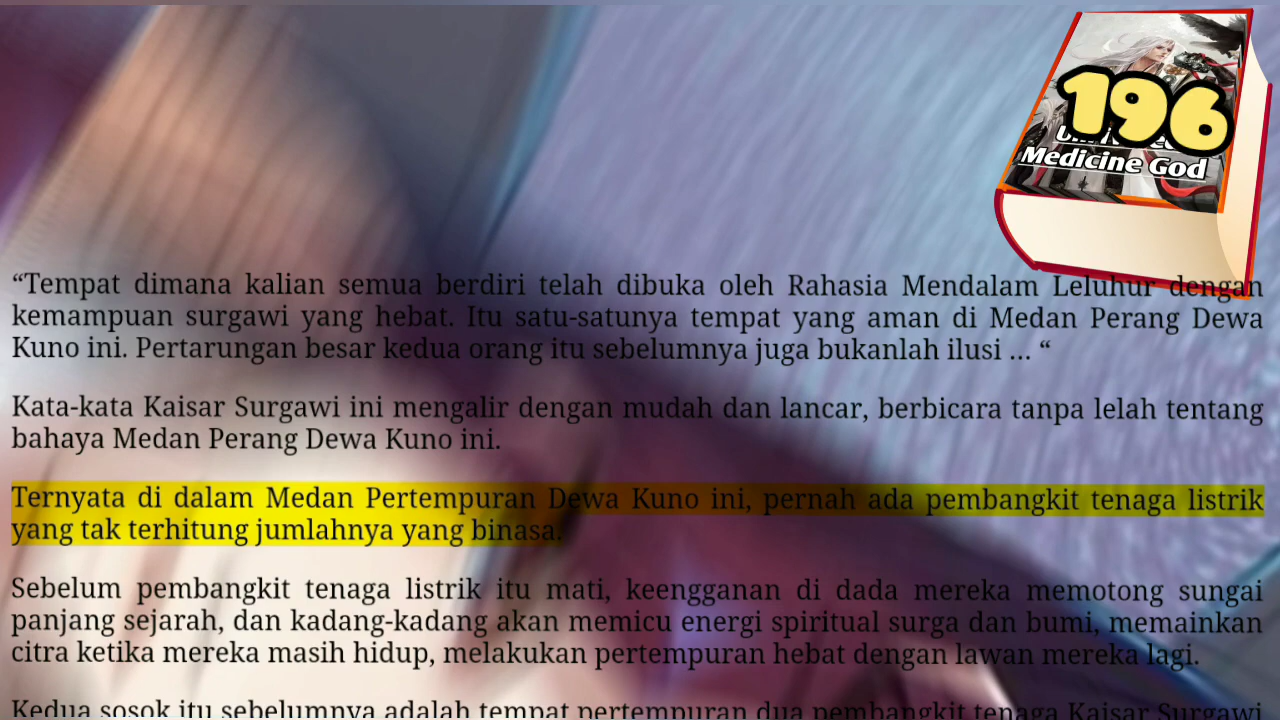 196
Medicine God
“Tempat dimana kalian semua berdiri telah dibuka oleh Rahasia Mendalam Leluhur dengan
kemampuan surgawi yang hebat. Itu satu-satunya tempat yang aman di Medan Perang Dewa
Kuno ini. Pertarungan besar kedua orang itu sebelumnya juga bukanlah ilusi ... “
Kata-kata Kaisar Surgawi ini mengalir dengan mudah dan lancar, berbicara tanpa lelah tentang
bahaya Medan Perang Dewa Kuno ini.
Ternyata di dalam Medan Pertempuran Dewa Kuno ini, pernah ada pembangkit tenaga listrik
yang tak terhitung jumlahnya yang binasa.
Sebelum pembangkit tenaga listrik itu mati, keengganan di dada mereka memotong sungai
panjang sejarah, dan kadang-kadang akan memicu energi spiritual surga dan bumi, memainkan
citra ketika mereka masih hidup, melakukan pertempuran hebat dengan lawan mereka lagi.
Kedua sosok itu sebelumnya adalah tempat pertempuran dua pembangkit tenaga Kaisar Surgawi